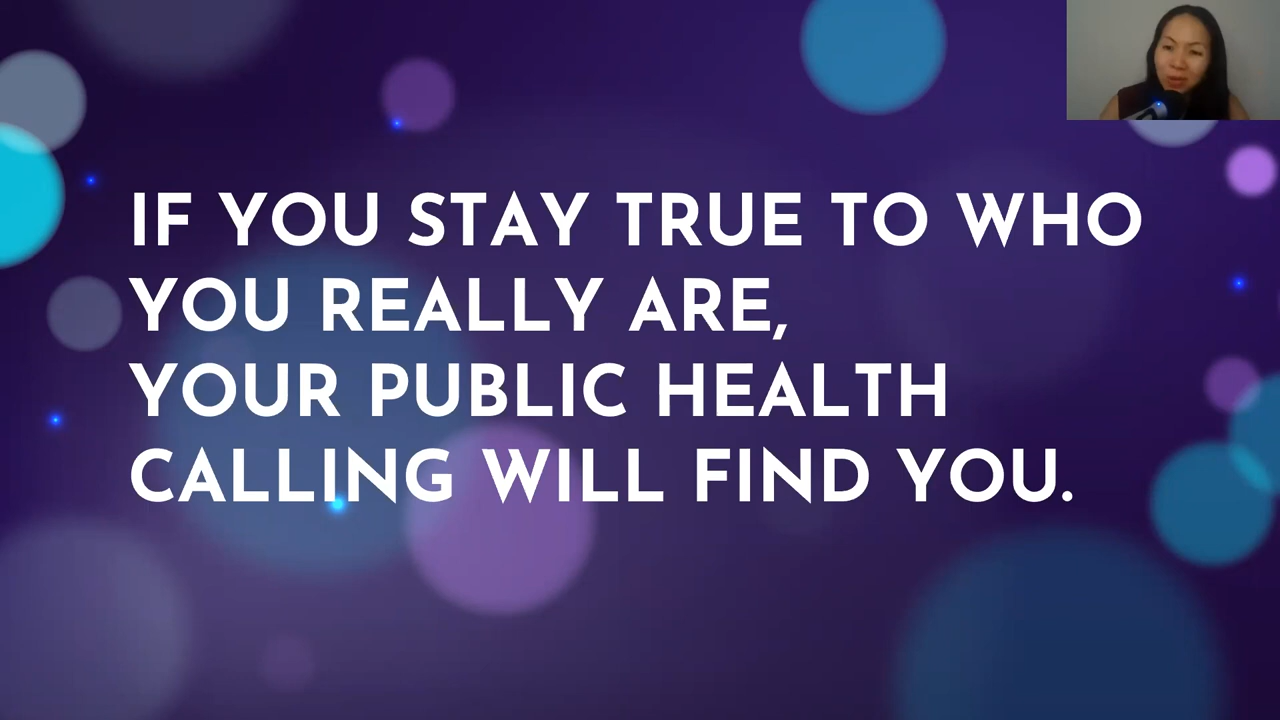 IF YOU STAY TRUE TO WHO
YOU REALLY ARE,
YOUR PUBLIC HEALTH
CALLING WILL FIND YOU.